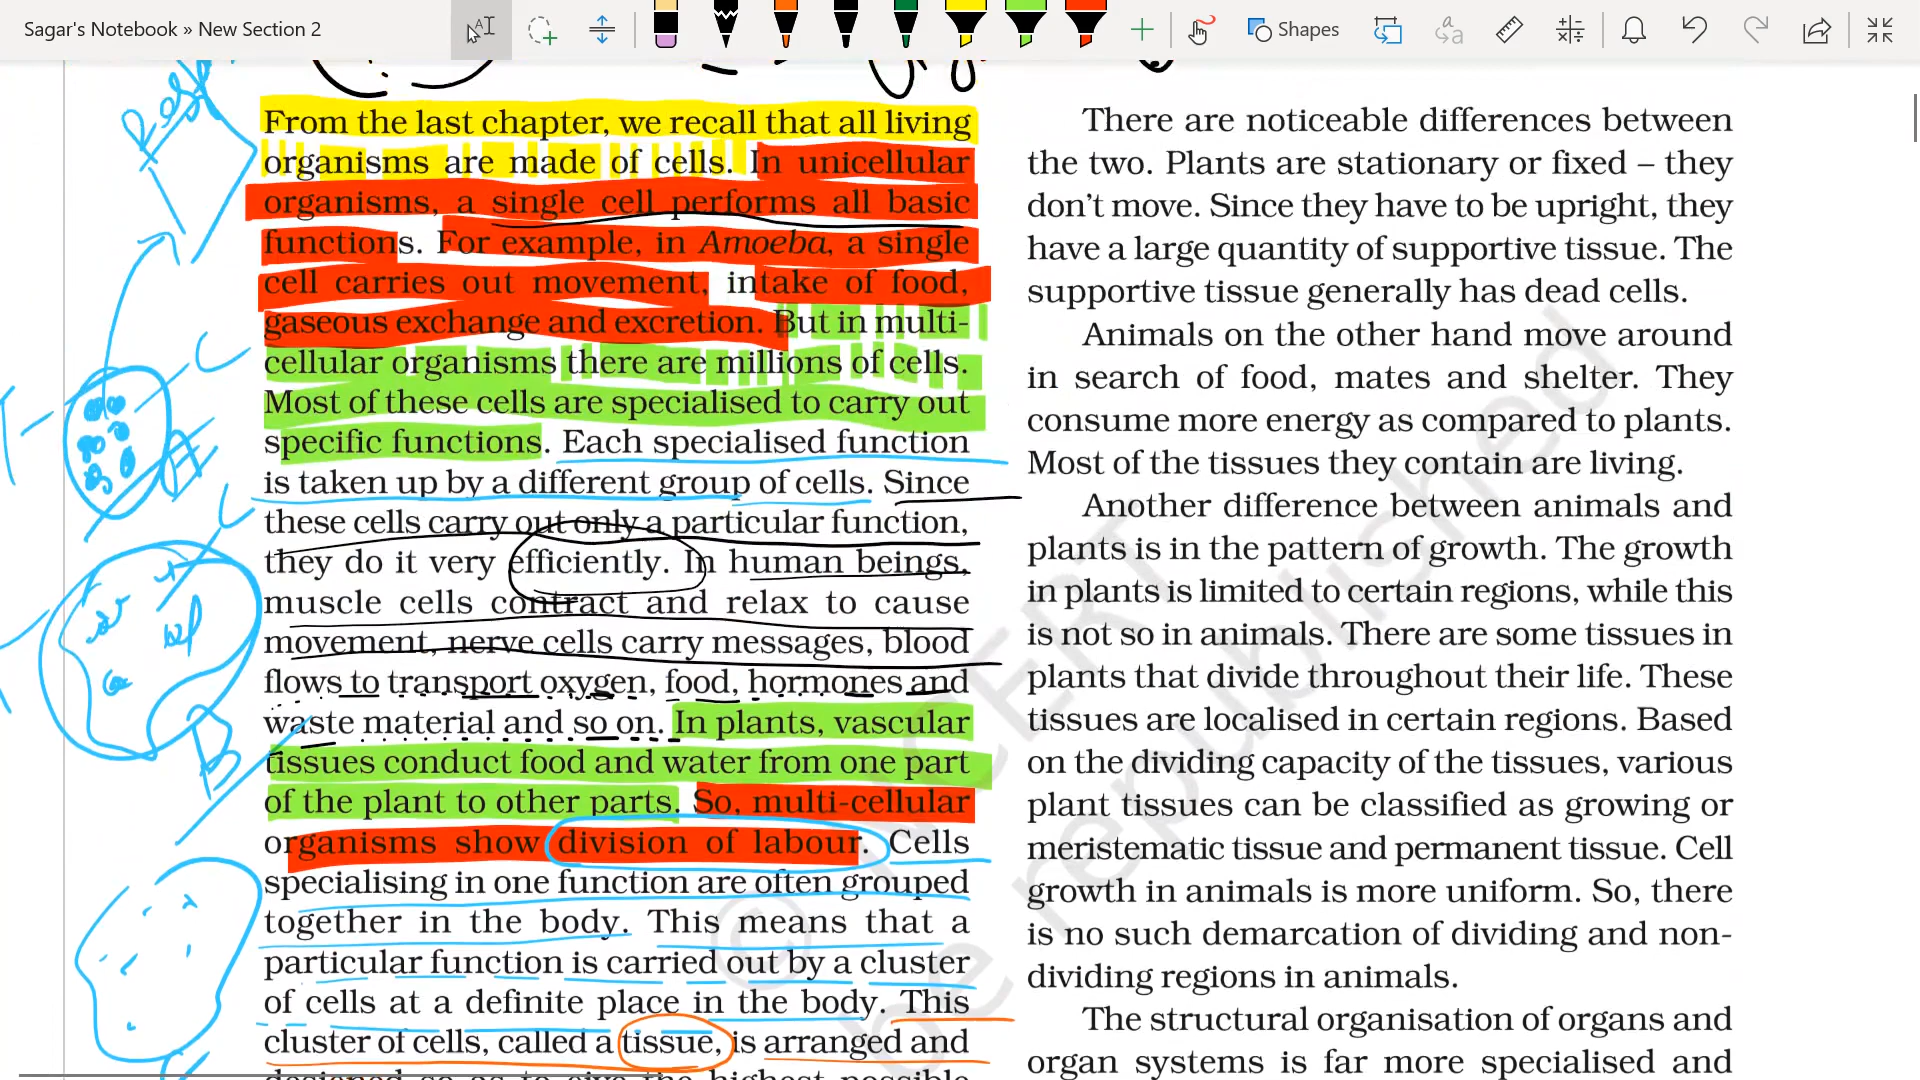 Sagar's Notebook » New Section 2
Shapes
From the last chapter, we recall that all living
organisms are made of cells. In unicellular
organisms, a single cell performs all basic
functions. For example, in Amoeba, a single
cell carries out movement, intake of food,
gaseous exchange and excretion. But in multi-
cellular organisms there are millions of cells.
Most of these cells are specialised to carry out
specific functions. Each specialised function
is taken up by a different group of cells. Since
these cells carry out only a particular function,
they do it very efficiently. In human beings,
muscle cells contract and relax to cause
movement, nerve cells carry messages, blood
flows to transport oxygen, food, hormones and
waste material and so on. In plants, vascular
tissues conduct food and water from one part
of the plant to other parts. So, multi-cellular
organisms show division of labour. Cells
specialising in one function are often grouped
together in the body. This means that a
particular function is carried out by a cluster
of cells at a definite place in the body. This
cluster of cells, called a tissue, is arranged and
designed so as to give the highest possible
There are noticeable differences between
the two. Plants are stationary or fixed – they
don't move. Since they have to be upright, they
have a large quantity of supportive tissue. The
supportive tissue generally has dead cells.
Animals on the other hand move around
in search of food, mates and shelter. They
consume more energy as compared to plants.
Most of the tissues they contain are living.
Another difference between animals and
plants is in the pattern of growth. The growth
in plants is limited to certain regions, while this
is not so in animals. There are some tissues in
plants that divide throughout their life. These
tissues are localised in certain regions. Based
on the dividing capacity of the tissues, various
plant tissues can be classified as growing or
meristematic tissue and permanent tissue. Cell
growth in animals is more uniform. So, there
is no such demarcation of dividing and non-
dividing regions in animals.
The structural organisation of organs and
organ systems is far more specialised and
be republished